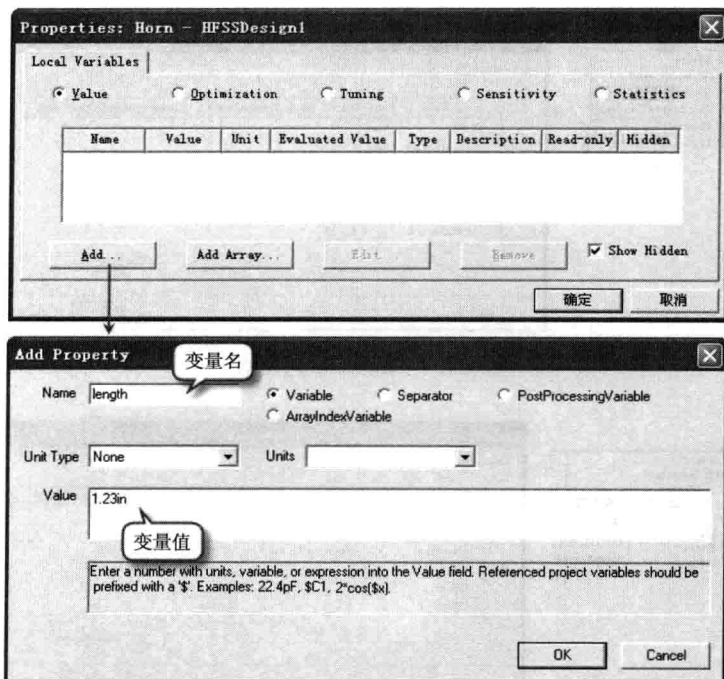 Properties: Horn - HFSSDesign1
Local Variables
Value Optimization Tuning Sensitivity Statistics
Name Value Unit Evaluated Value Type Description Read-only Hidden
Add... Add Array... Edit Remove Show Hidden
确定 取消
Add Property
变量名
Name length Variable Separator PostProcessingVariable
ArrayIndexVariable
Unit Type None Units
Value 1.23in
变量值
Enter a number with units, variable, or expression into the Value field. Referenced project variables should be
prefixed with a '$'. Examples: 22.4pF, $C1, 2*cos($x).
OK Cancel